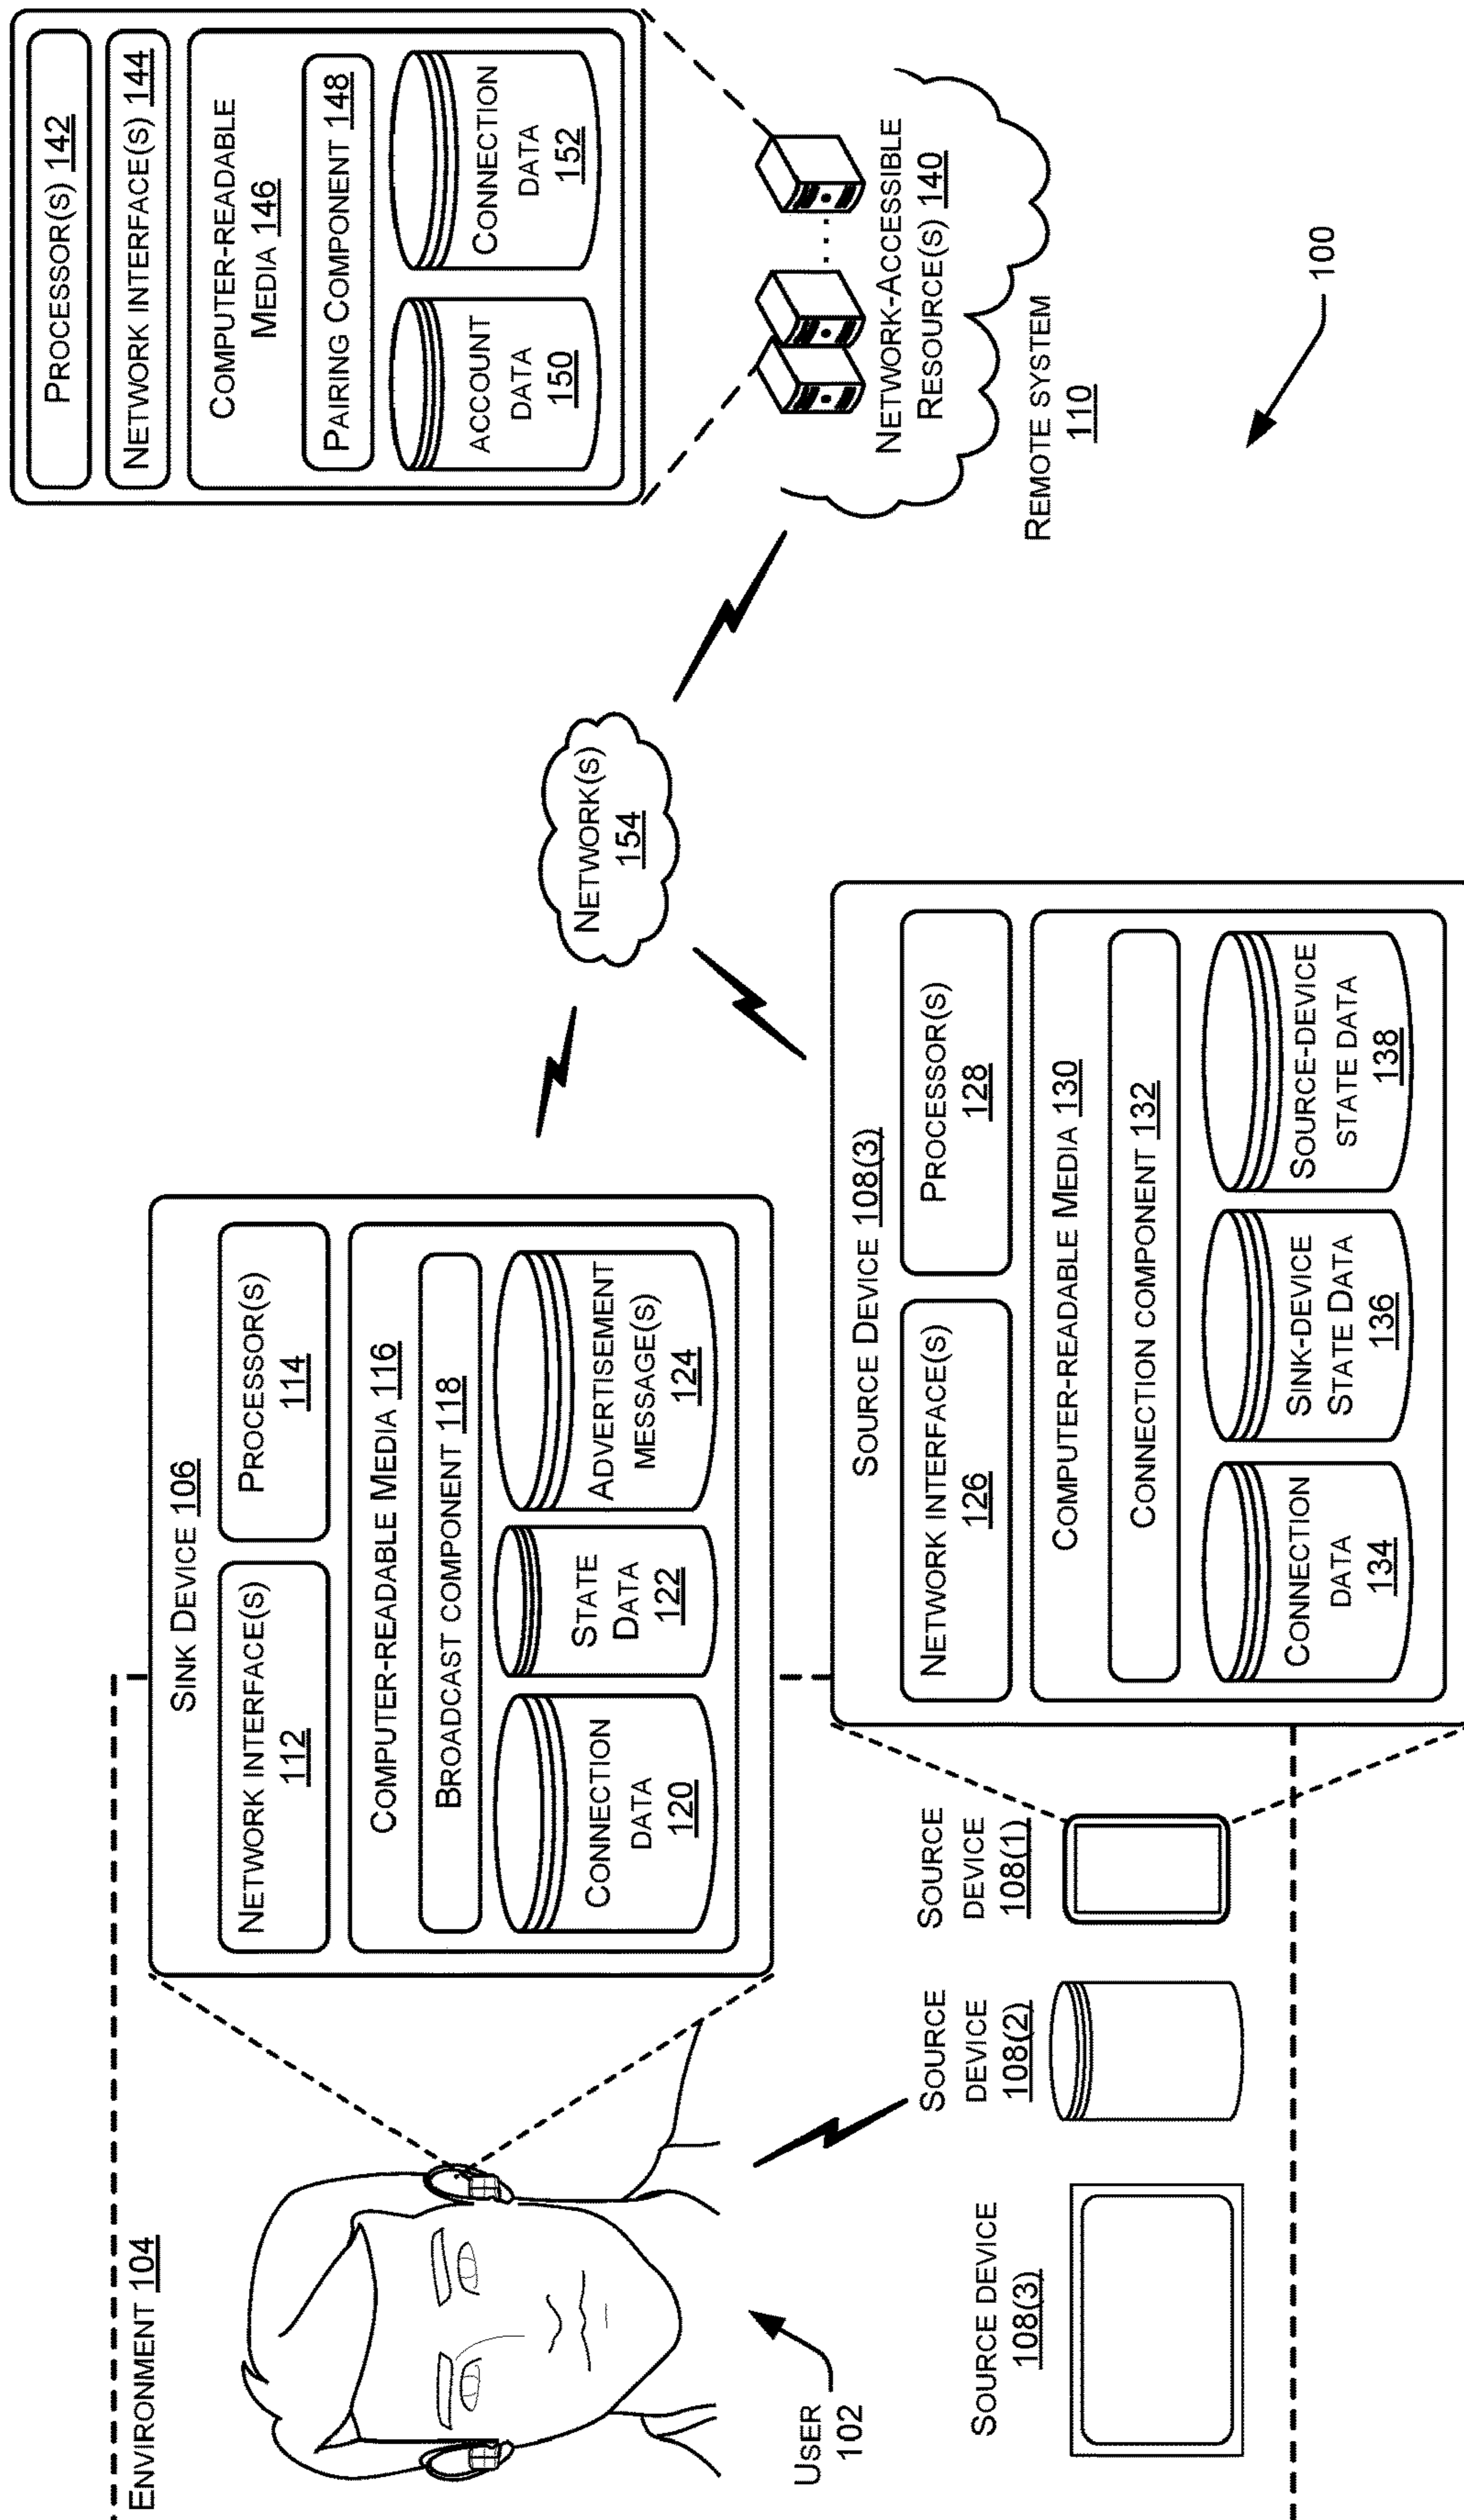 ENVIRONMENT 104
USER
102
SOURCE DEVICE
108(3)
SOURCE
DEVICE
108(2)
SOURCE
DEVICE
108(1)
SINK DEVICE 106
NETWORK INTERFACE(S)
112
PROCESSOR(S)
114
COMPUTER-READABLE MEDIA 116
BROADCAST COMPONENT 118
CONNECTION
DATA
120
STATE
DATA
122
ADVERTISEMENT
MESSAGE(S)
124
SOURCE DEVICE 108(3)
NETWORK INTERFACE(S)
126
PROCESSOR(S)
128
COMPUTER-READABLE MEDIA 130
CONNECTION COMPONENT 132
CONNECTION
DATA
134
SINK-DEVICE
STATE DATA
136
SOURCE-DEVICE
STATE DATA
138
NETWORK(S)
154
PROCESSOR(S) 142
NETWORK INTERFACE(S) 144
COMPUTER-READABLE
MEDIA 146
PAIRING COMPONENT 148
ACCOUNT
DATA
150
CONNECTION
DATA
152
NETWORK-ACCESSIBLE
RESOURCE(S) 140
REMOTE SYSTEM
110
100